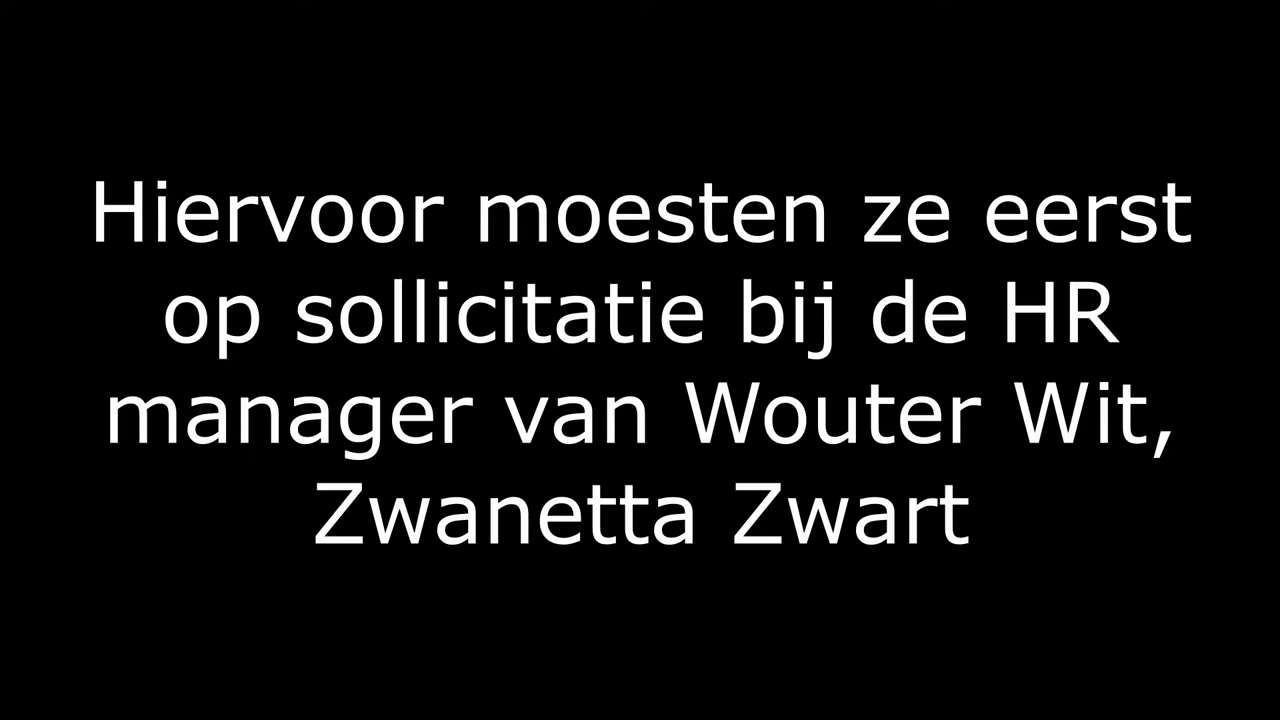 Hiervoor moesten ze eerst
op sollicitatie bij de HR
manager van Wouter Wit,
Zwanetta Zwart